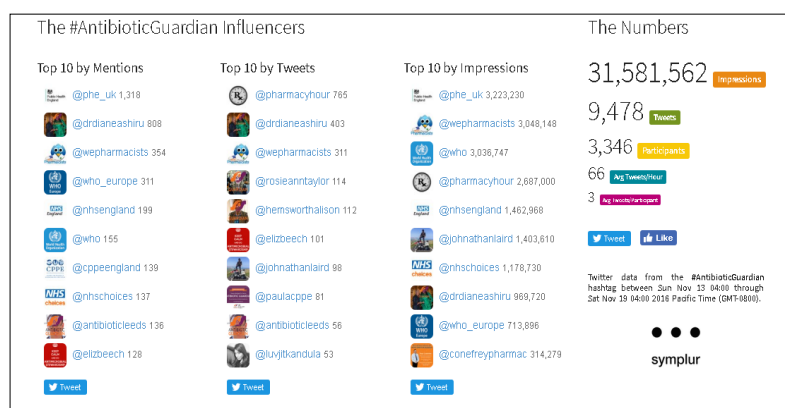 The #AntibioticGuardian Influencers
Top 10 by Mentions
@phe_uk 1,318
@drdianeashiru 808
@wepharmacists 354
@who_europe 311
@nhsengland 199
@who 155
@cppeengland 139
@nhschoices 137
@antibioticleeds 136
@elizbeech 128
Tweet
Top 10 by Tweets
@pharmacyhour 765
@drdianeashiru 403
@wepharmacists 311
@rosieanntaylor 114
@hemsworthalison 112
@elizbeech 101
@johnathanlaird 98
@paulacppe 81
@antibioticleeds 56
@luvjitkandula 53
Tweet
Top 10 by Impressions
@phe_uk 3,223,230
@wepharmacists 3,048,148
@who 3,036,747
@pharmacyhour 2,687,000
@nhsengland 1,462,968
@johnathanlaird 1,403,610
@nhschoices 1,178,730
@drdianeashiru 969,720
@who_europe 713,896
@conefreypharmac 314,279
Tweet
The Numbers
31,581,562 Impressions
9,478 Tweets
3,346 Participants
66 Avg Tweets/Hour
3 Avg Tweets/Participant
Tweet Like
Twitter data from the #AntibioticGuardian
hashtag between Sun Nov 13 04:00 through
Sat Nov 19 04:00 2016 Pacific Time (GMT-0800).
symplur